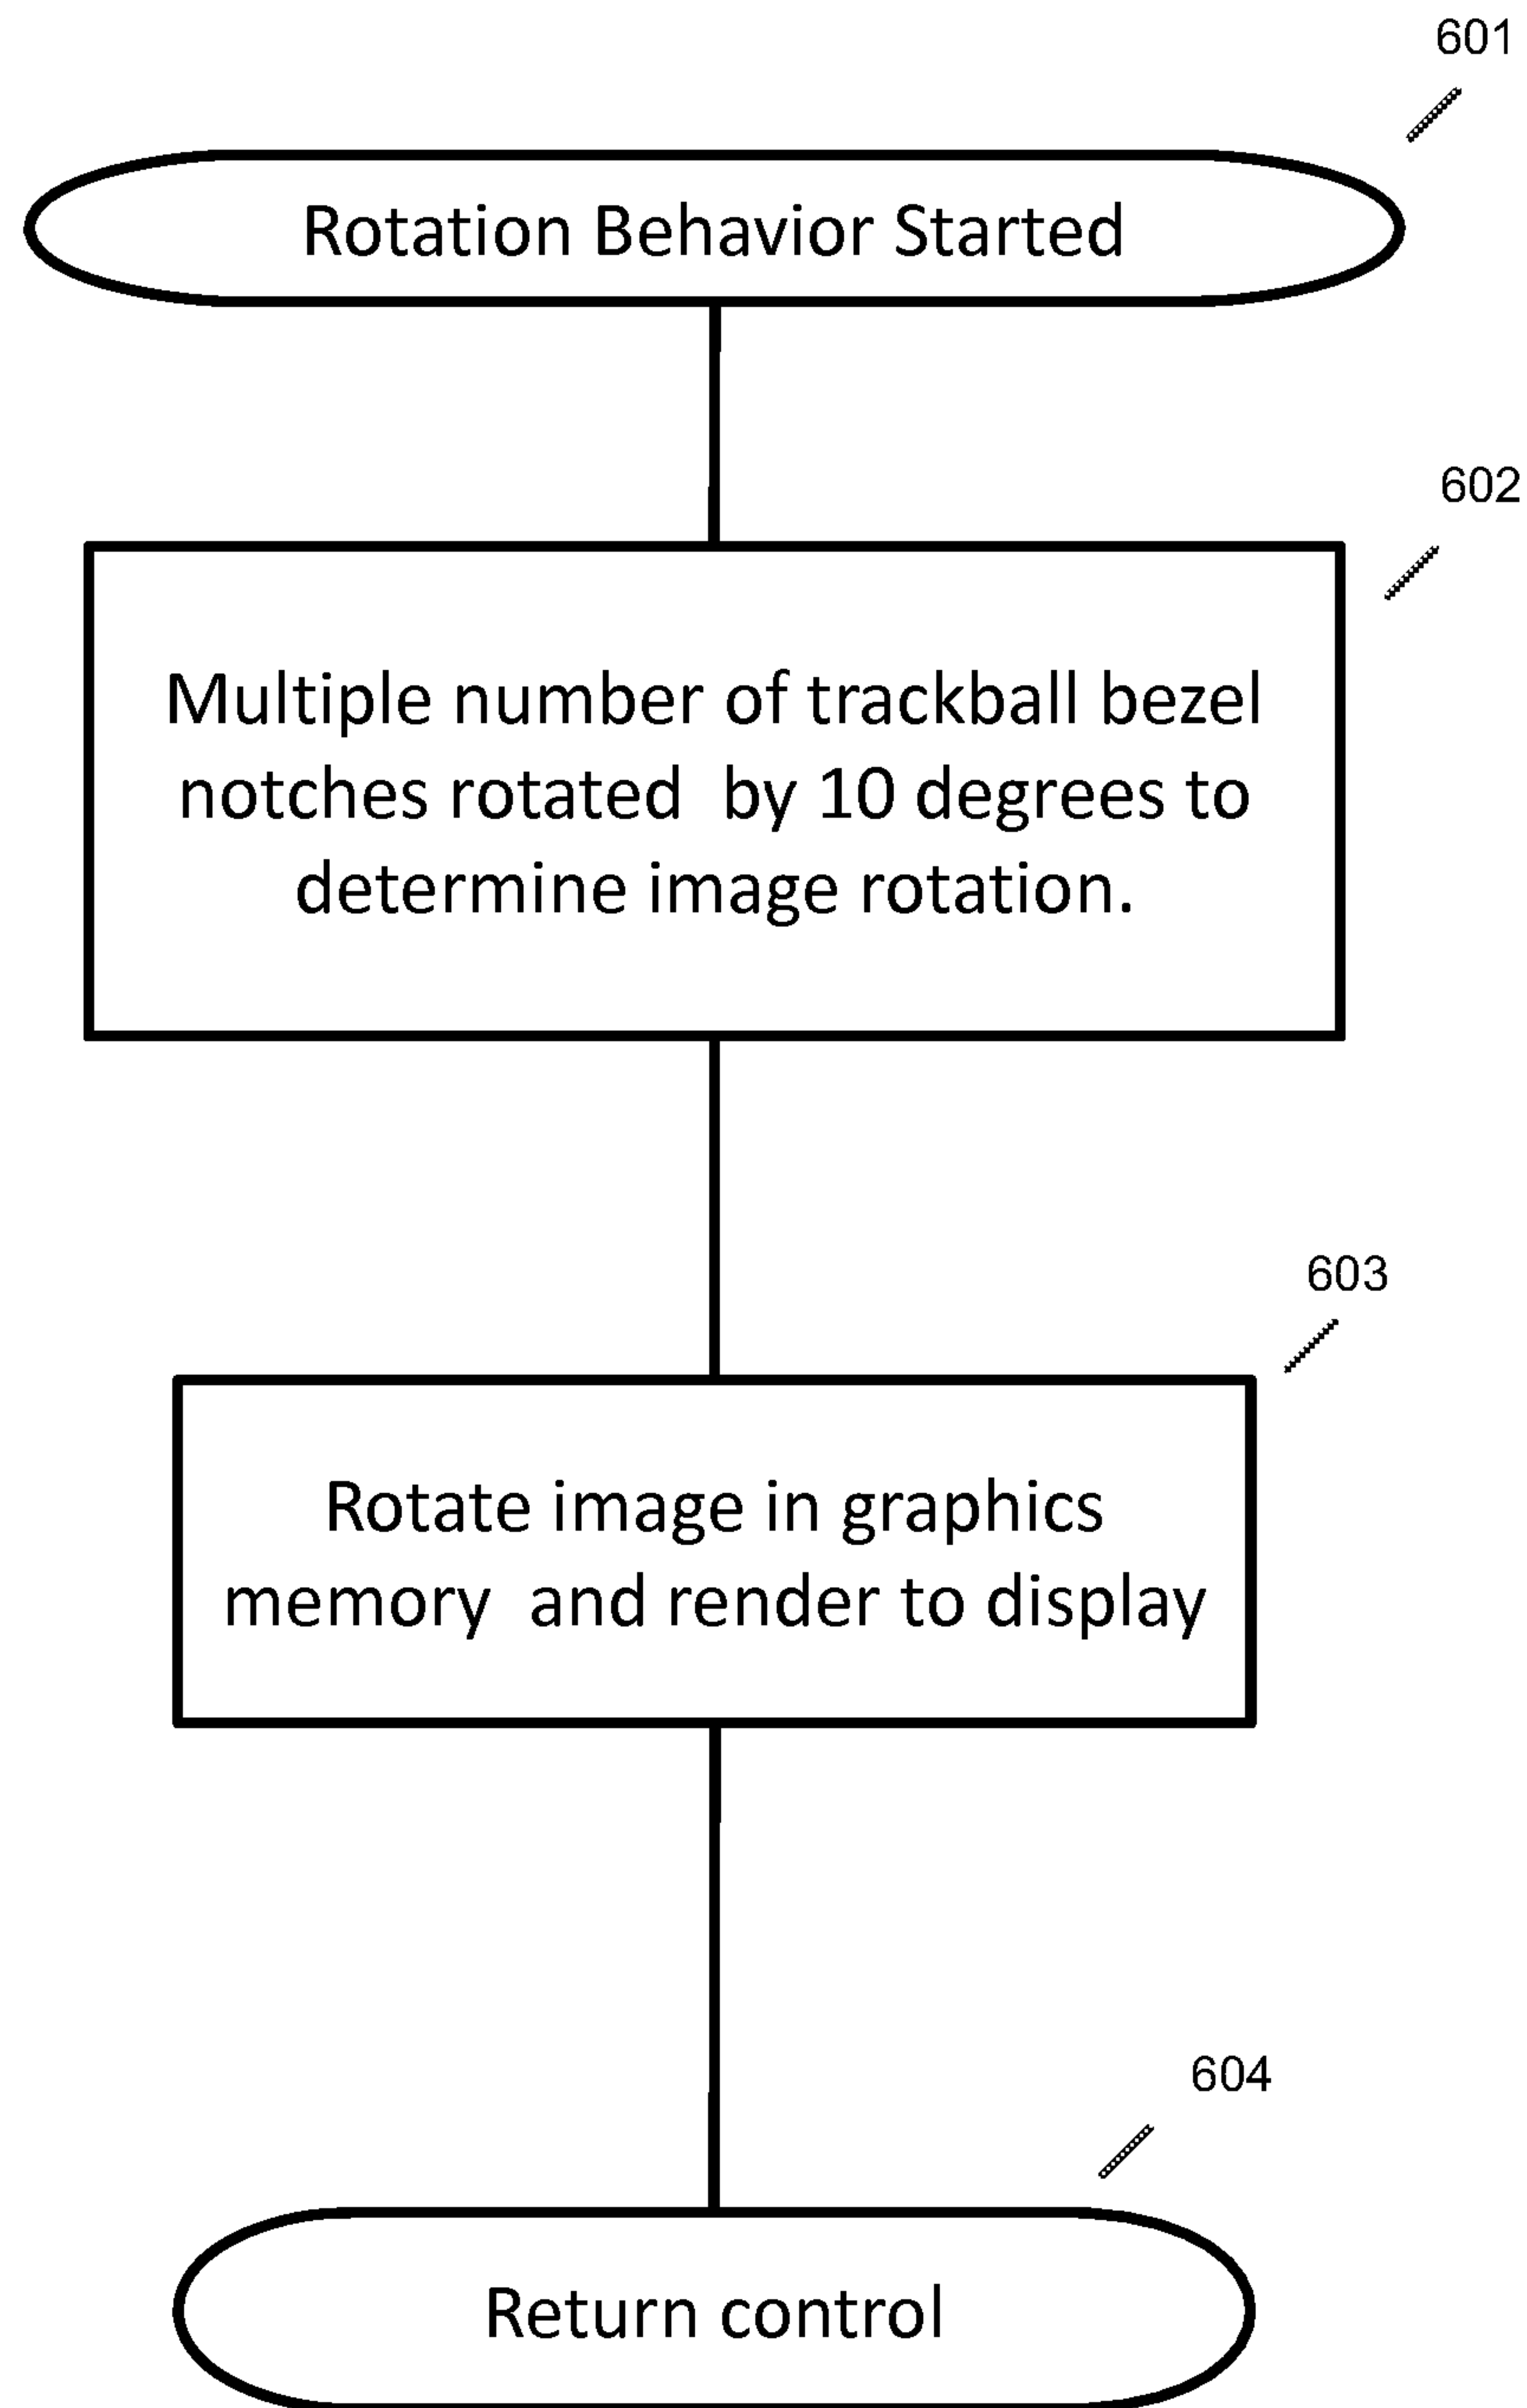 601
Rotation Behavior Started
602
Multiple number of trackball bezel
notches rotated by 10 degrees to
determine image rotation.
603
Rotate image in graphics
memory and render to display
604
Return control